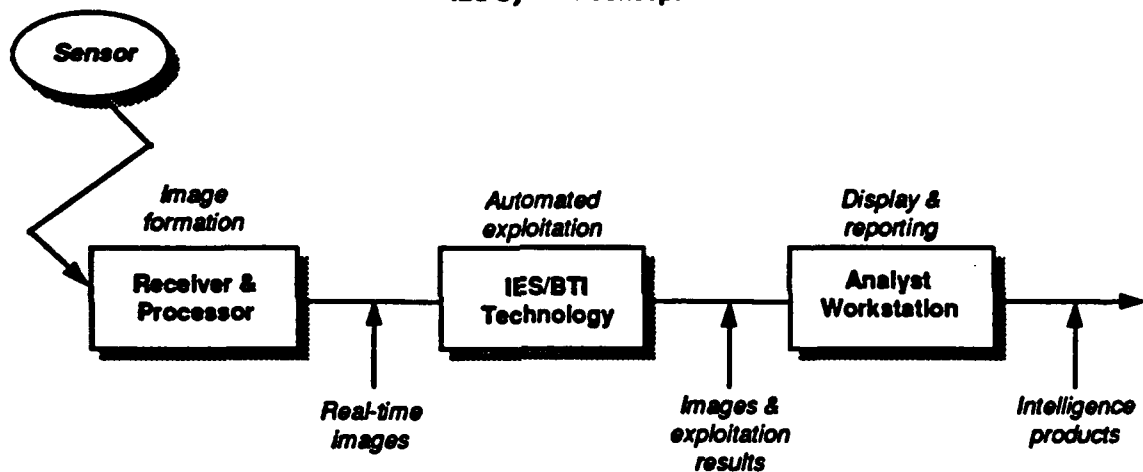 Sensor
Image
formation
Receiver &
Processor
Automated
exploitation
IES/BTI
Technology
Display &
reporting
Analyst
Workstation
Real-time
images
Images &
exploitation
results
Intelligence
products